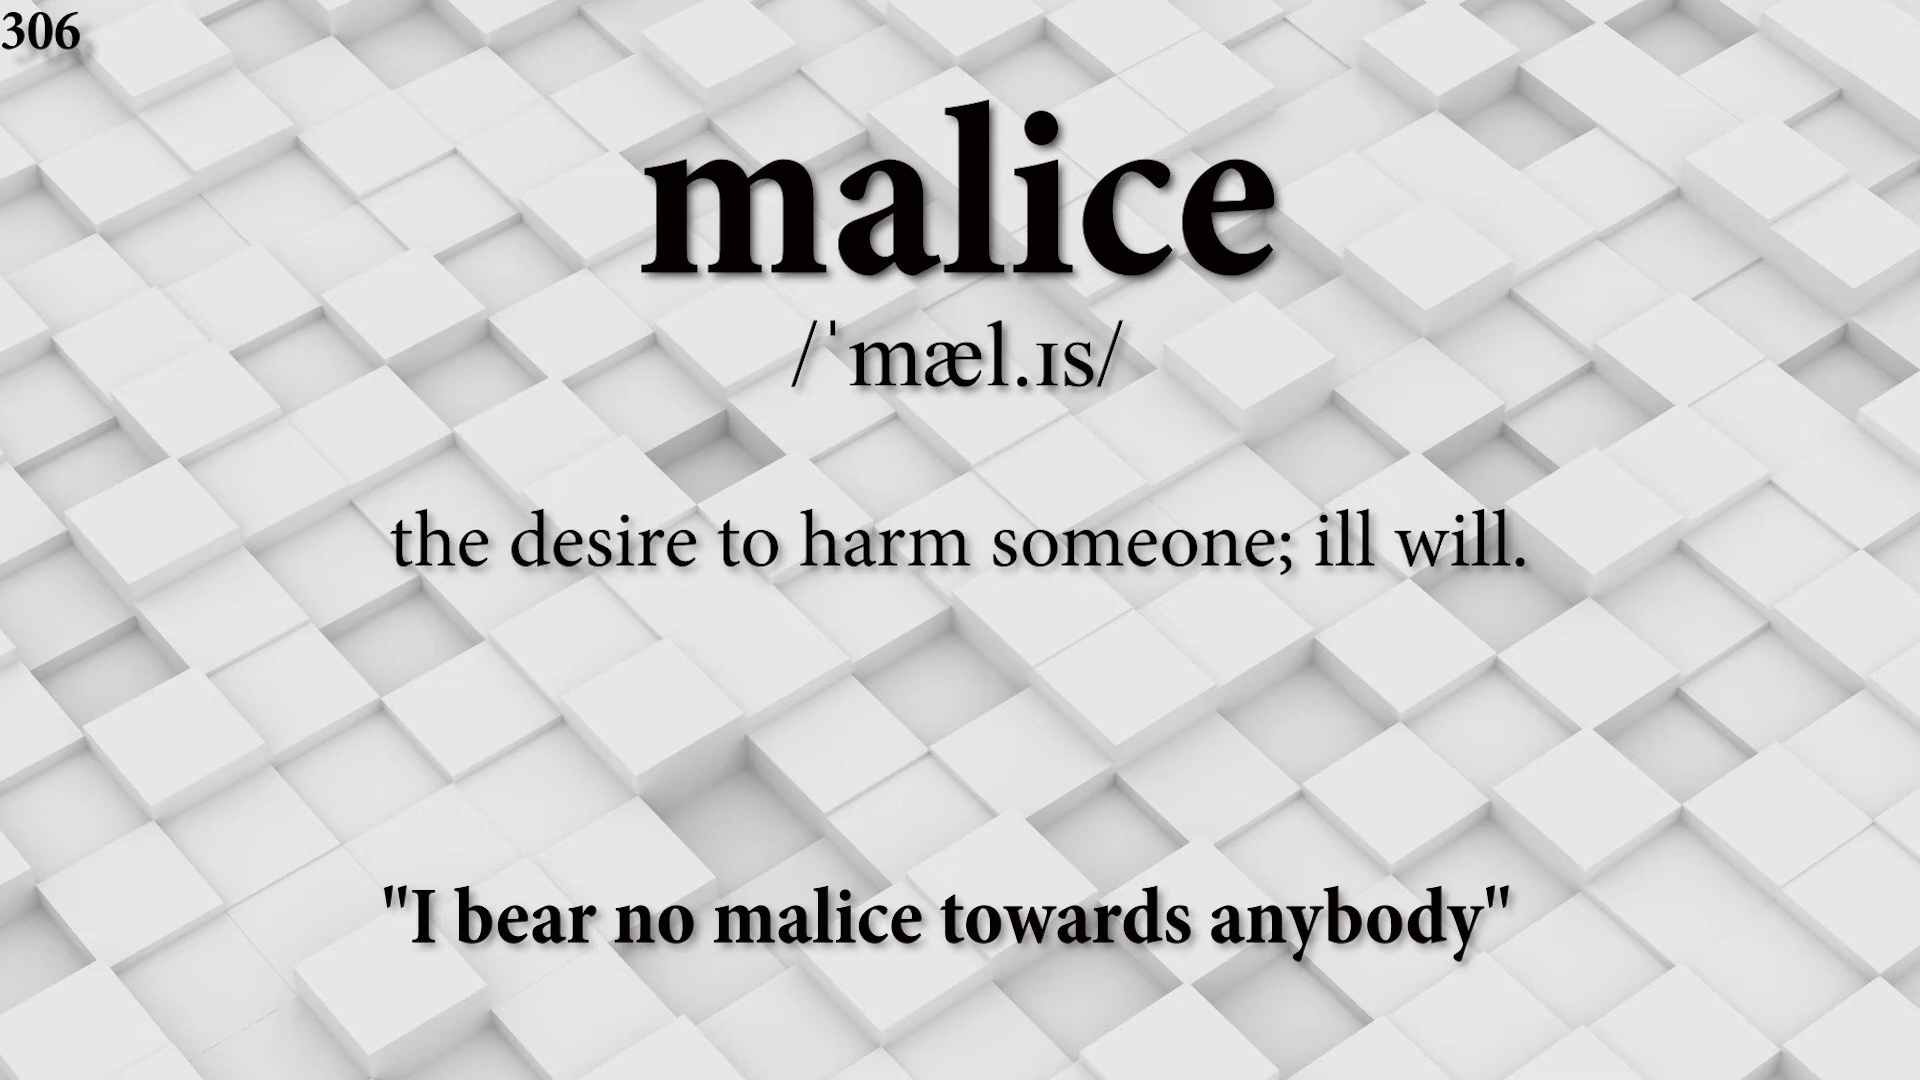 306
malice
/ˈmæl.ɪs/
the desire to harm someone; ill will.
"I bear no malice towards anybody"